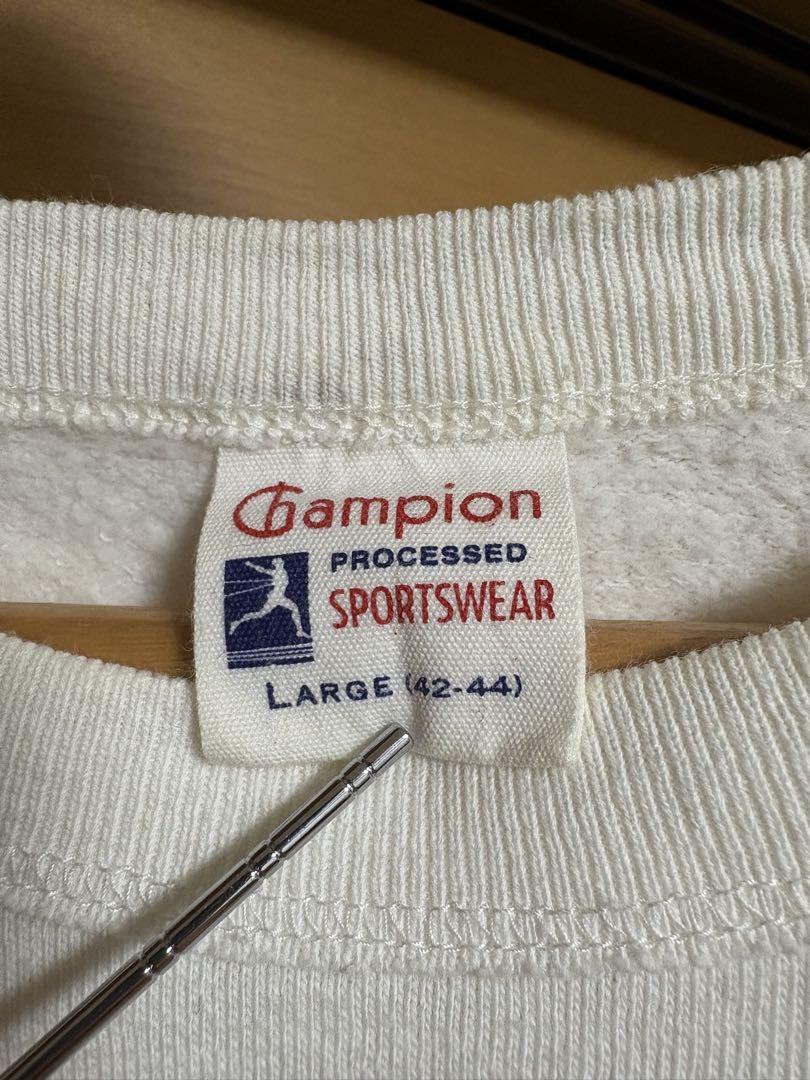 Champion
PROCESSED
SPORTSWEAR
LARGE (42-44)